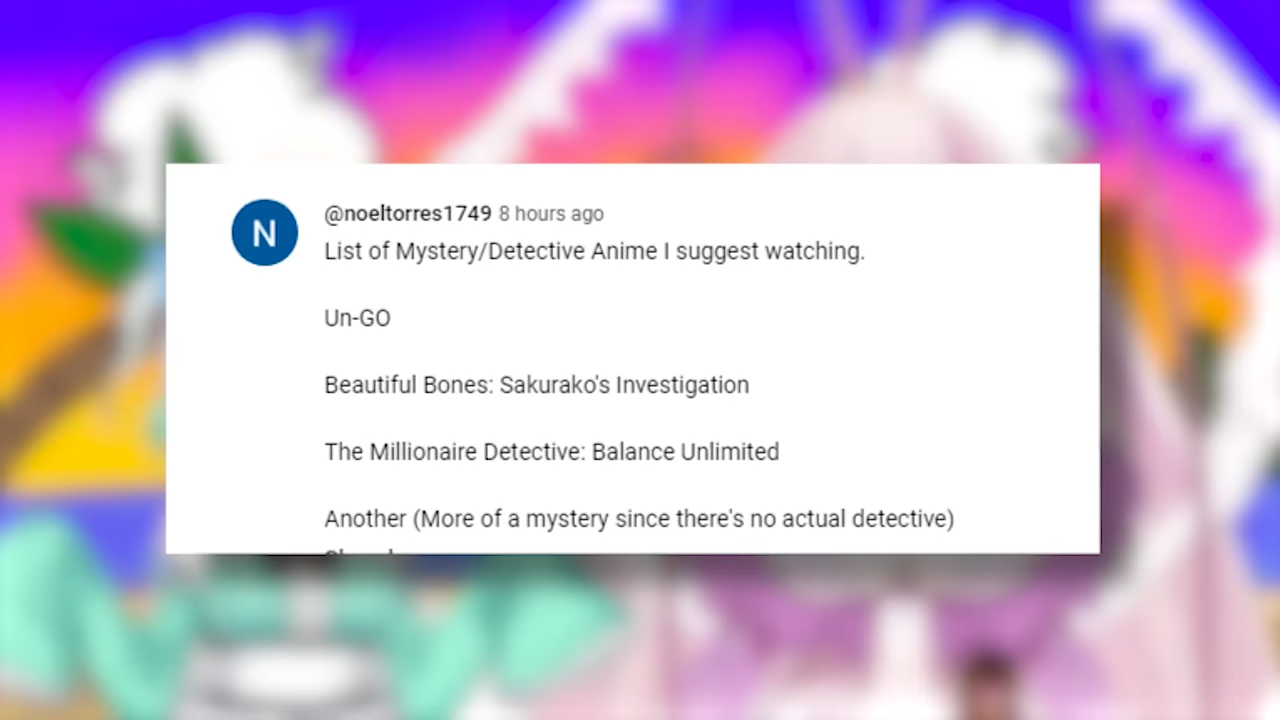 N
@noeltorres1749 8 hours ago
List of Mystery/Detective Anime I suggest watching.
Un-GO
Beautiful Bones: Sakurako's Investigation
The Millionaire Detective: Balance Unlimited
Another (More of a mystery since there's no actual detective)